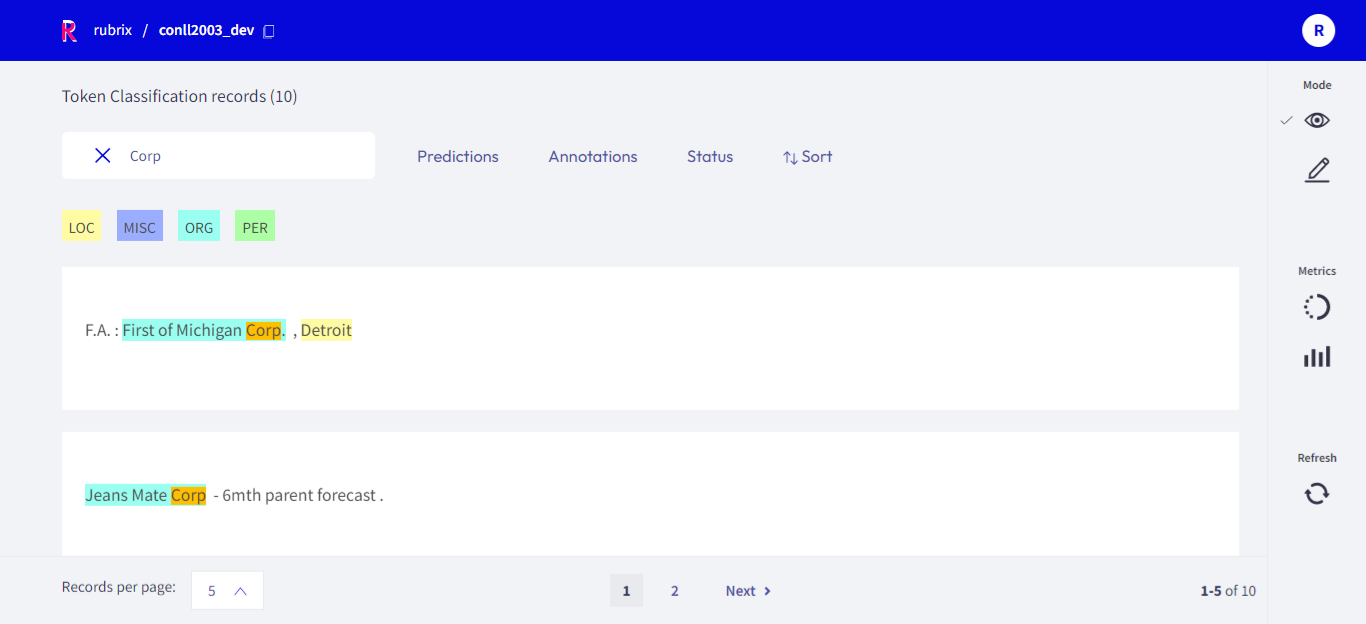 R rubrix / conll2003_dev R
Mode
Token Classification records (10)
Corp Predictions Annotations Status Sort
LOC MISC ORG PER
Metrics
F.A. : First of Michigan Corp. , Detroit
Refresh
Jeans Mate Corp - 6mth parent forecast .
Records per page: 5 1 2 Next 1-5 of 10